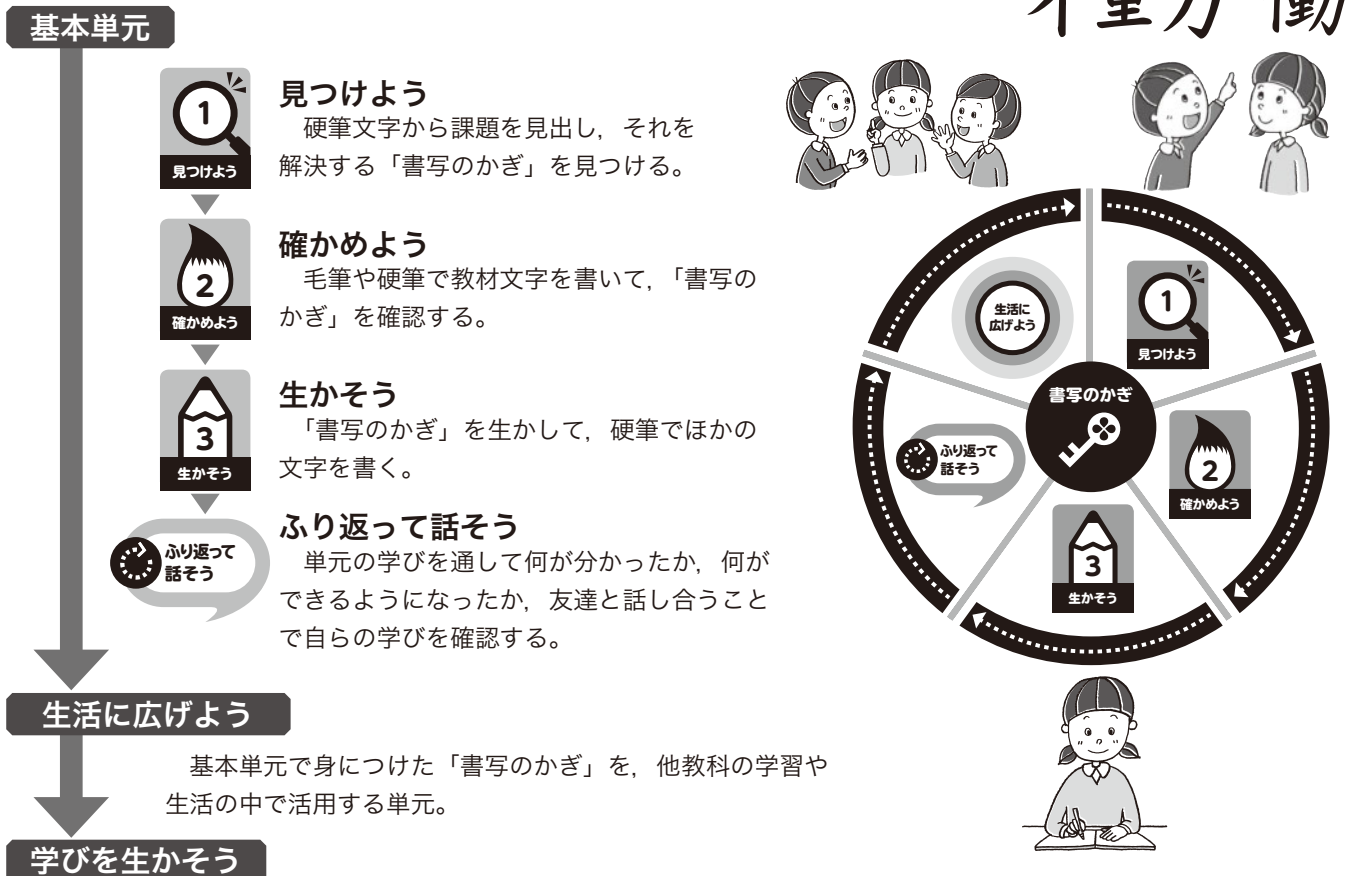 基本単元
1
見つけよう
見つけよう
硬筆文字から課題を見出し，それを
解決する「書写のかぎ」を見つける。
2
確かめよう
確かめよう
毛筆や硬筆で教材文字を書いて，「書写の
かぎ」を確認する。
3
生かそう
生かそう
「書写のかぎ」を生かして，硬筆でほかの
文字を書く。
ふり返って
話そう
ふり返って話そう
単元の学びを通して何が分かったか，何が
できるようになったか，友達と話し合うこと
で自らの学びを確認する。
生活に広げよう
基本単元で身につけた「書写のかぎ」を，他教科の学習や
生活の中で活用する単元。
学びを生かそう
働
生活に
広げよう
1
見つけよう
書写のかぎ
ふり返って
話そう
2
確かめよう
3
生かそう